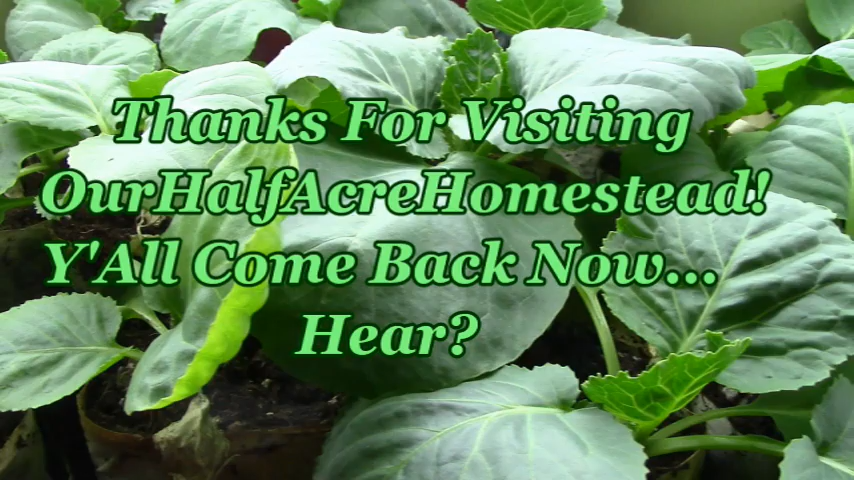 Thanks For Visiting
OurHalfAcreHomestead!
Y'All Come Back Now...
Hear?